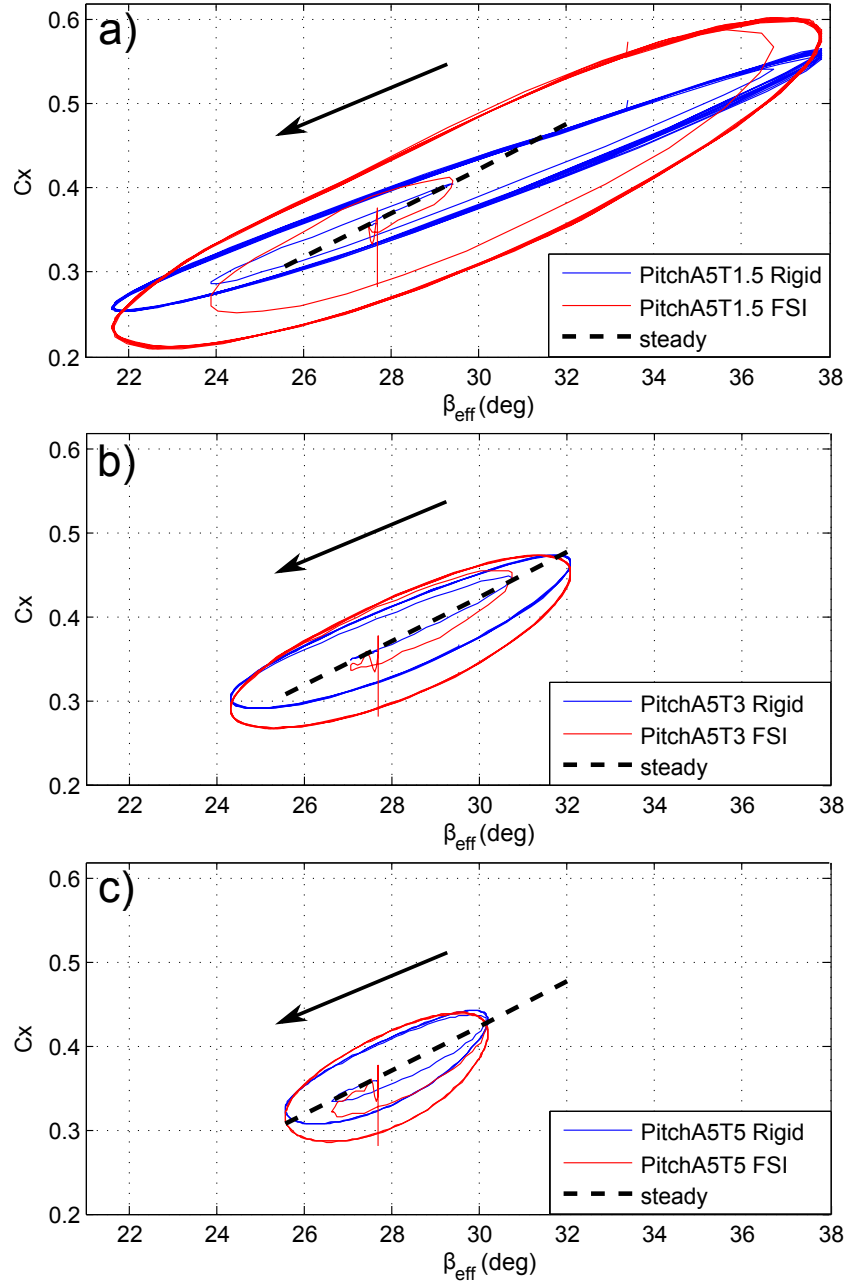 a)
0.6
0.5
0.4
0.3
0.2
Cx
22 24 26 28 30 32 34 36 38
βeff (deg)
PitchA5T1.5 Rigid
PitchA5T1.5 FSI
steady
b)
0.6
0.5
0.4
0.3
0.2
Cx
22 24 26 28 30 32 34 36 38
βeff (deg)
PitchA5T3 Rigid
PitchA5T3 FSI
steady
c)
0.6
0.5
0.4
0.3
0.2
Cx
22 24 26 28 30 32 34 36 38
βeff (deg)
PitchA5T5 Rigid
PitchA5T5 FSI
steady